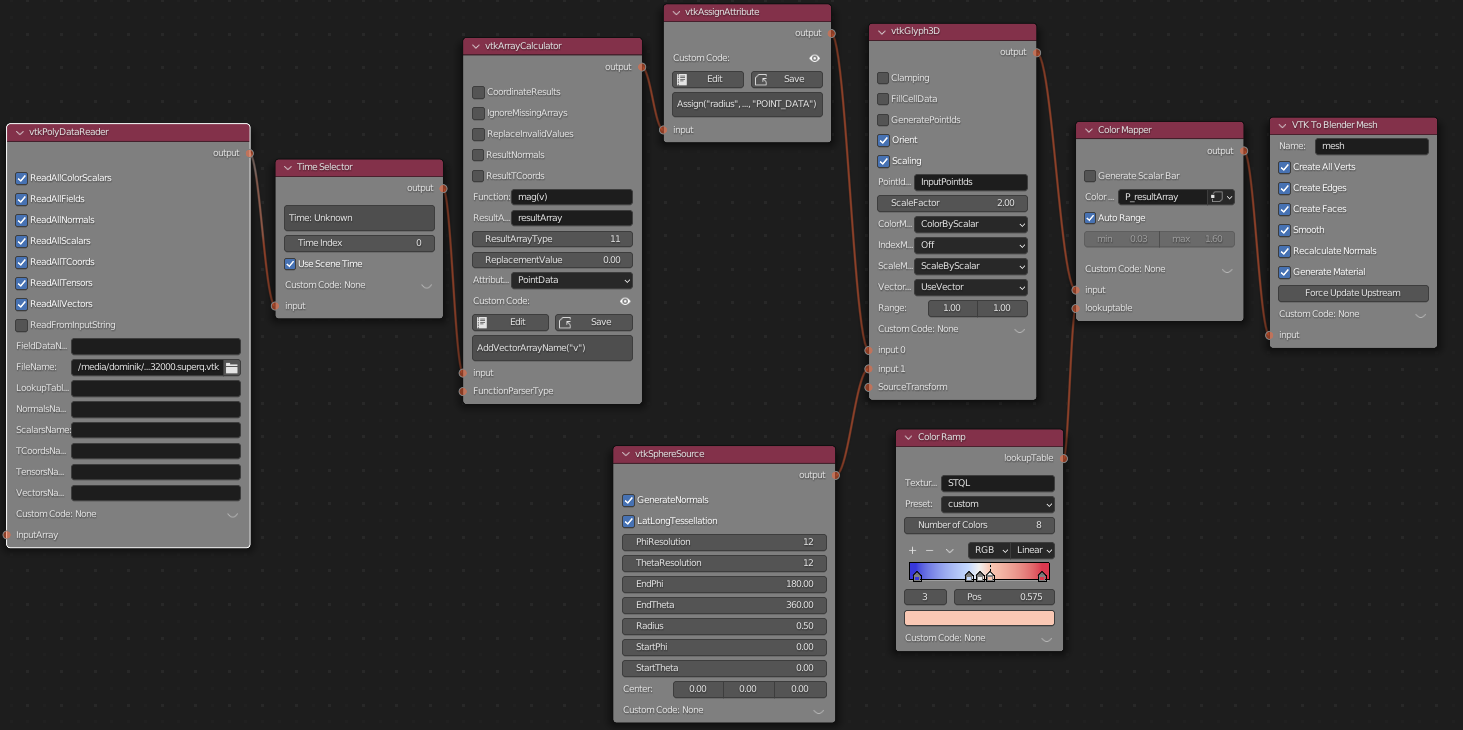 vtkPolyDataReader
output
ReadAllColorScalars
ReadAllFields
ReadAllNormals
ReadAllScalars
ReadAllTCoords
ReadAllTensors
ReadAllVectors
ReadFromInputString
FieldDataN...
FileName: /media/dominik/...32000.superq.vtk
LookupTabl...
NormalsNa...
ScalarsName:
TCoordsNa...
TensorsNa...
VectorsNa...
Custom Code: None
InputArray
Time Selector
output
Time: Unknown
Time Index 0
Use Scene Time
Custom Code: None
input
vtkArrayCalculator
output
CoordinateResults
IgnoreMissingArrays
ReplaceInvalidValues
ResultNormals
ResultTCoords
Function: mag(v)
ResultA... resultArray
ResultArrayType 11
ReplacementValue 0.00
Attribut... PointData
Custom Code:
Edit Save
AddVectorArrayName("v")
input
FunctionParserType
vtkAssignAttribute
output
Custom Code:
Edit Save
Assign("radius",..., "POINT_DATA")
input
vtkSphereSource
output
GenerateNormals
LatLongTessellation
PhiResolution 12
ThetaResolution 12
EndPhi 180.00
EndTheta 360.00
Radius 0.50
StartPhi 0.00
StartTheta 0.00
Center: 0.00 0.00 0.00
Custom Code: None
vtkGlyph3D
output
Clamping
FillCellData
GeneratePointIds
Orient
Scaling
PointId... InputPointIds
ScaleFactor 2.00
ColorM... ColorByScalar
IndexM... Off
ScaleM... ScaleByScalar
Vector... UseVector
Range: 1.00 1.00
Custom Code: None
input 0
input 1
SourceTransform
Color Ramp
lookupTable
Textur... STQL
Preset: custom
Number of Colors 8
+ − RGB Linear
3 Pos 0.575
Custom Code: None
Color Mapper
output
Generate Scalar Bar
Color ... P_resultArray
Auto Range
min 0.03 max 1.60
Custom Code: None
input
lookuptable
VTK To Blender Mesh
Name: mesh
Create All Verts
Create Edges
Create Faces
Smooth
Recalculate Normals
Generate Material
Force Update Upstream
Custom Code: None
input